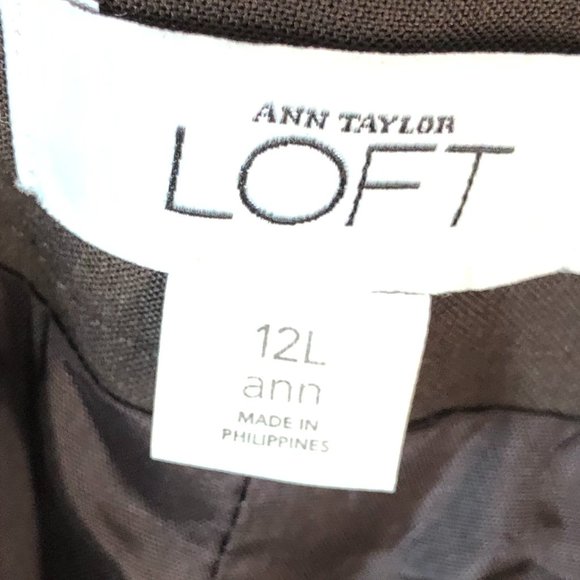 ANN TAYLOR
LOFT
12L
ann
MADE IN
PHILIPPINES